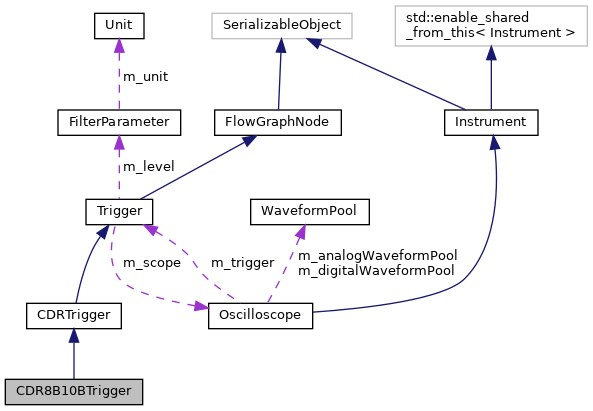 Unit
SerializableObject
std::enable_shared
_from_this< Instrument >
m_unit
FilterParameter
FlowGraphNode
Instrument
m_level
Trigger
WaveformPool
m_scope
m_trigger
m_analogWaveformPool
m_digitalWaveformPool
CDRTrigger
Oscilloscope
CDR8B10BTrigger